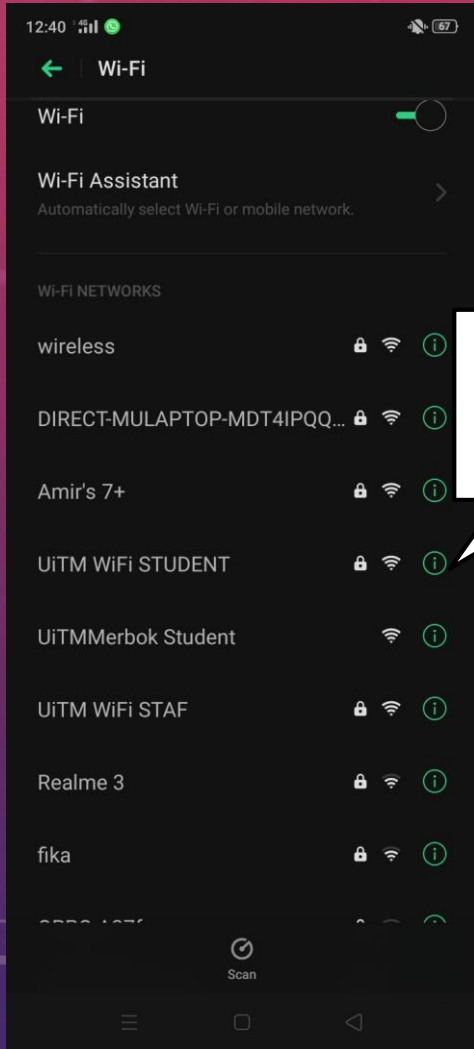 12:40 4G 67
Wi-Fi
Wi-Fi
Wi-Fi Assistant
Automatically select Wi-Fi or mobile network.
Wi-Fi NETWORKS
wireless
DIRECT-MULAPTOP-MDT4IPQQ...
Amir's 7+
UiTM WiFi STUDENT
UiTMMerbok Student
UiTM WiFi STAF
Realme 3
fika
Scan